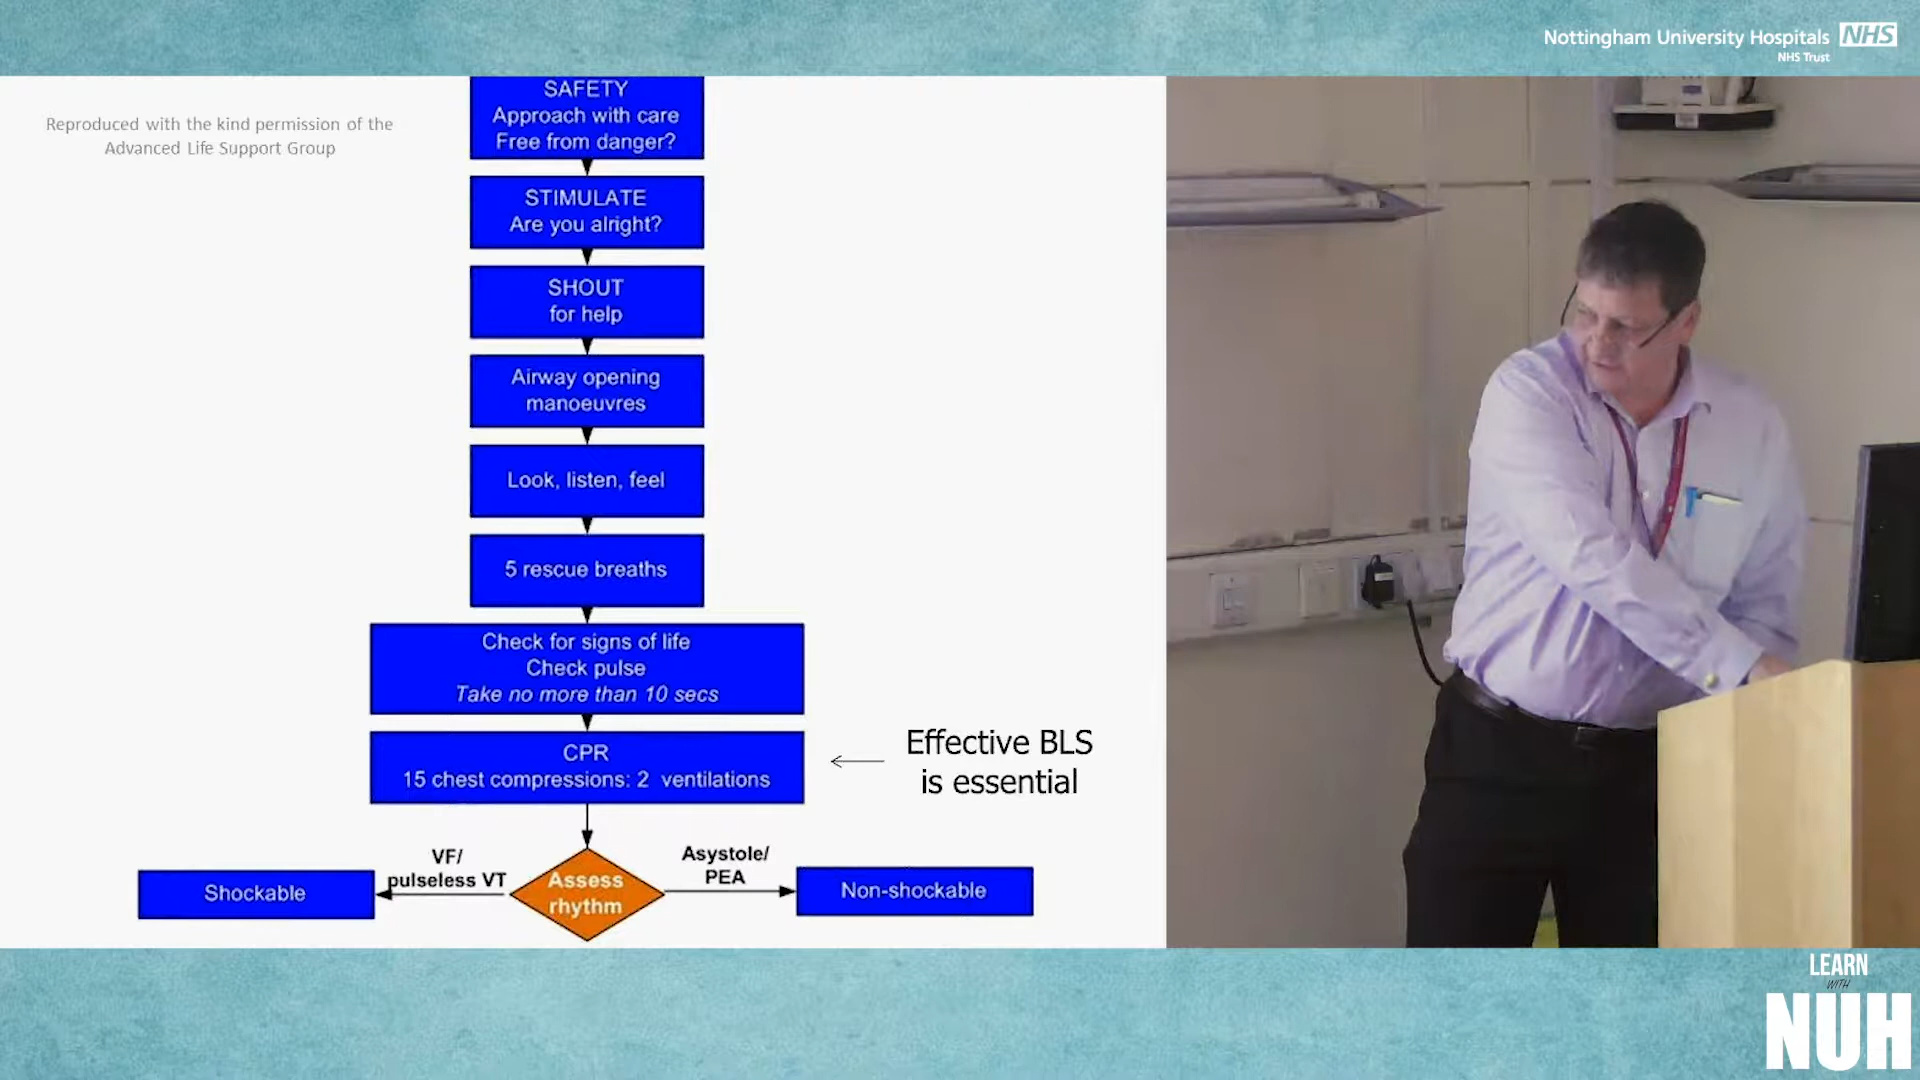 Nottingham University Hospitals NHS
NHS Trust
Reproduced with the kind permission of the
Advanced Life Support Group
SAFETY
Approach with care
Free from danger?
STIMULATE
Are you alright?
SHOUT
for help
Airway opening
manoeuvres
Look, listen, feel
5 rescue breaths
Check for signs of life
Check pulse
Take no more than 10 secs
CPR
15 chest compressions: 2 ventilations
Effective BLS
is essential
VF/
pulseless VT
Asystole/
PEA
Shockable
Assess
rhythm
Non-shockable
LEARN
WITH
NUH